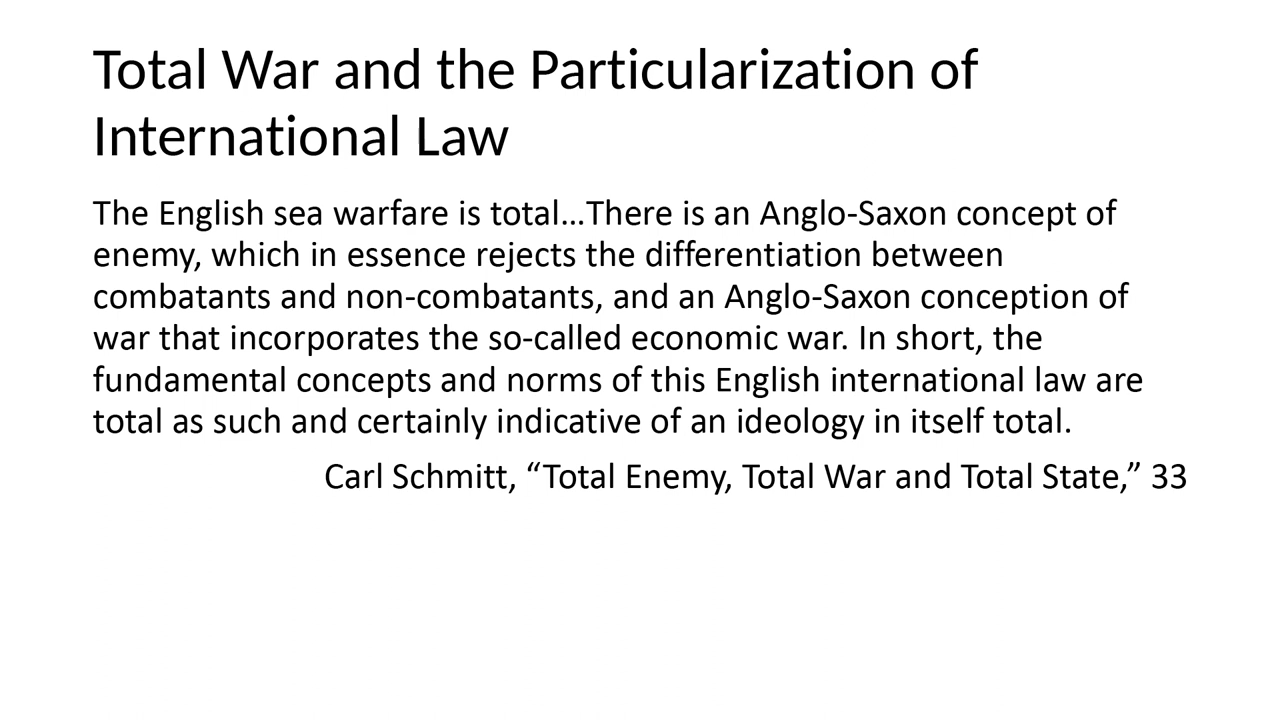 Total War and the Particularization of
International Law
The English sea warfare is total…There is an Anglo-Saxon concept of
enemy, which in essence rejects the differentiation between
combatants and non-combatants, and an Anglo-Saxon conception of
war that incorporates the so-called economic war. In short, the
fundamental concepts and norms of this English international law are
total as such and certainly indicative of an ideology in itself total.
Carl Schmitt, “Total Enemy, Total War and Total State,” 33